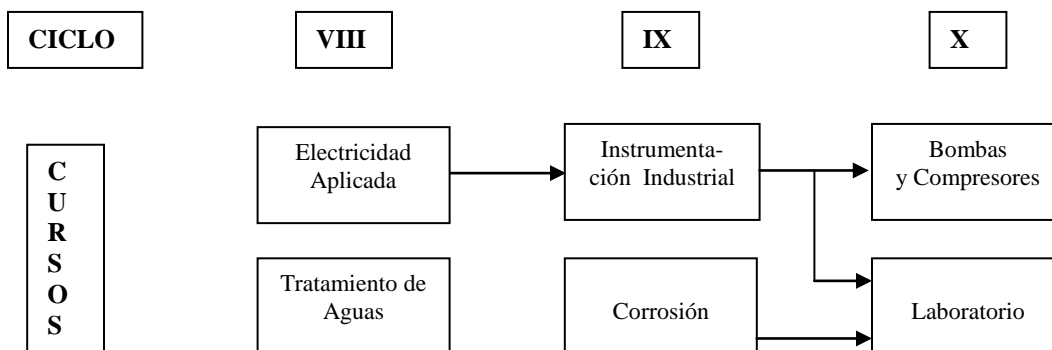 CICLO
VIII
IX
X
C
U
R
S
O
S
Electricidad
Aplicada
Instrumenta-
ción Industrial
Bombas
y Compresores
Tratamiento de
Aguas
Corrosión
Laboratorio